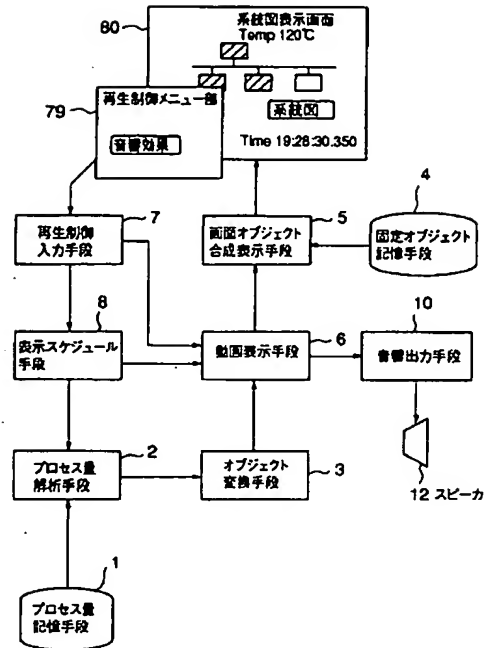 80
系統図表示画面
Temp 120℃
79
再生制御メニュー部
音響効果
系統図
Time 19:28:30.350
再生制御
入力手段
7
画面オブジェクト
合成表示手段
5
4
固定オブジェクト
記憶手段
8
表示スケジュール
手段
動画表示手段
6
10
音響出力手段
プロセス量
解析手段
2
オブジェクト
変換手段
3
12 スピーカ
1
プロセス量
記憶手段